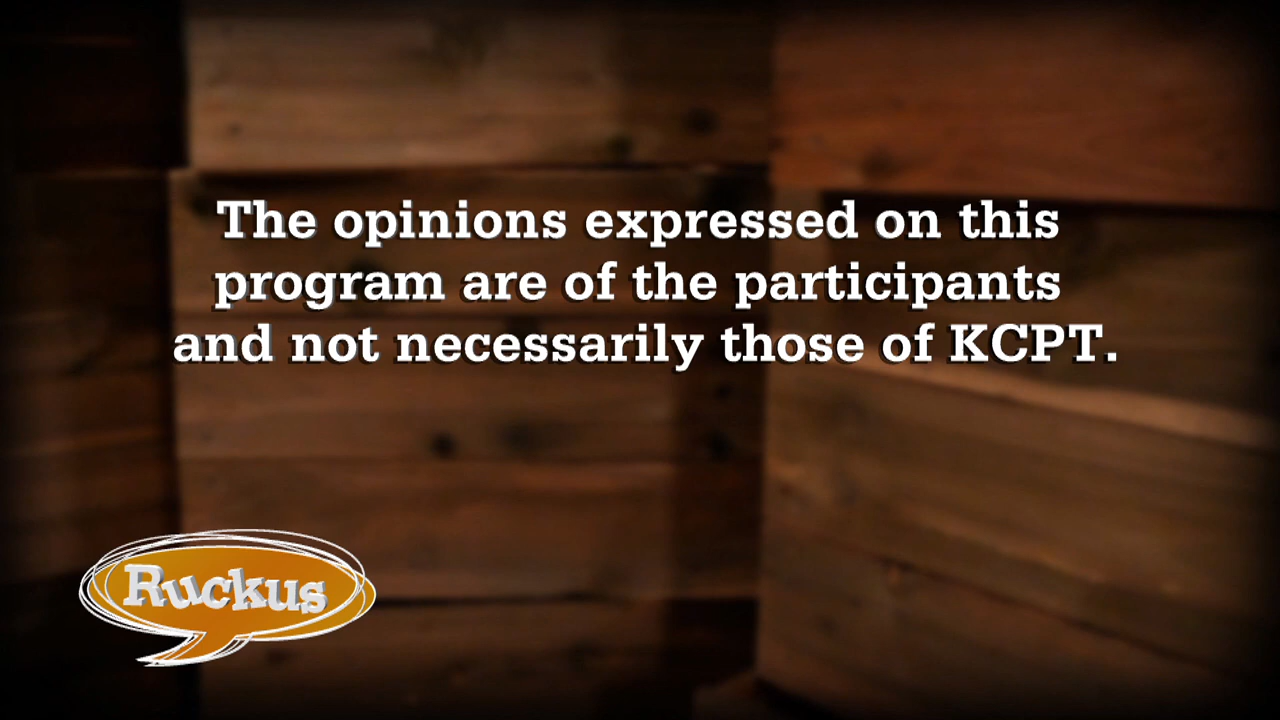 The opinions expressed on this
program are of the participants
and not necessarily those of KCPT.
Ruckus